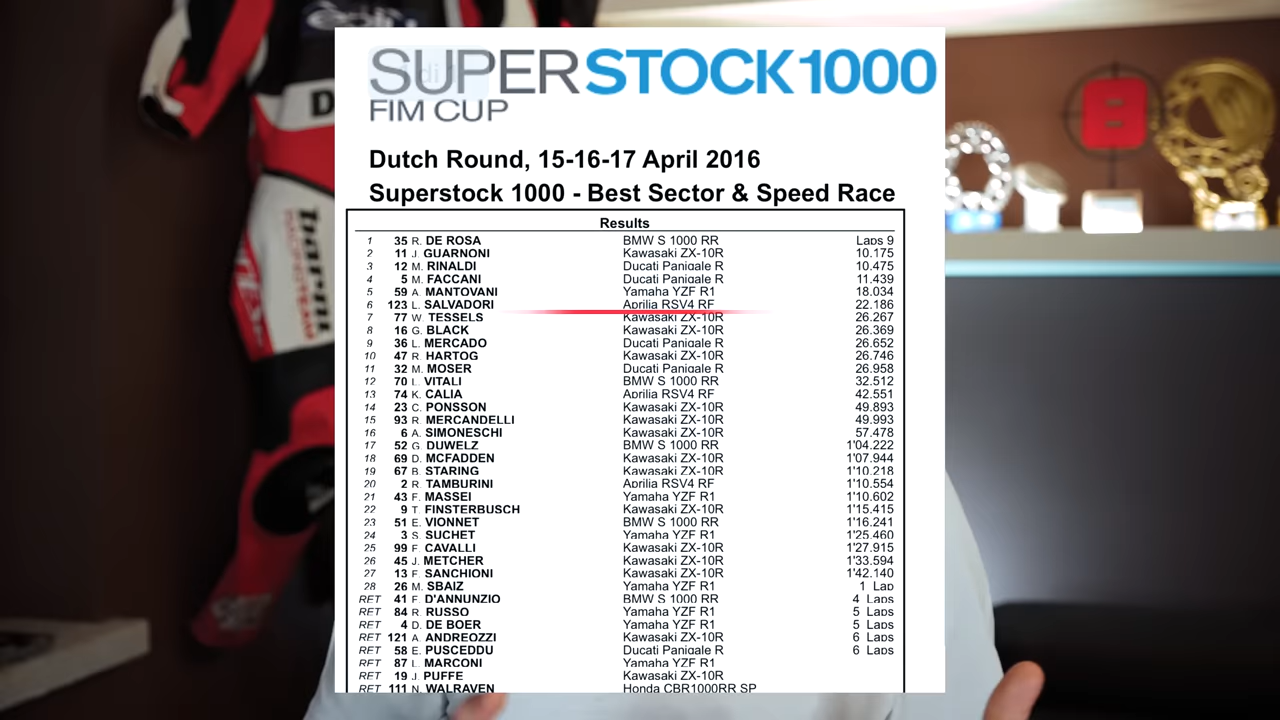 SUPERSTOCK1000
FIM CUP
Dutch Round, 15-16-17 April 2016
Superstock 1000 - Best Sector & Speed Race
Results
1 35 R. DE ROSA BMW S 1000 RR Laps 9
2 11 J. GUARNONI Kawasaki ZX-10R 10.175
3 12 M. RINALDI Ducati Panigale R 10.475
4 5 M. FACCANI Ducati Panigale R 11.439
5 59 A. MANTOVANI Yamaha YZF R1 18.034
6 123 L. SALVADORI Aprilia RSV4 RF 22.186
7 77 W. TESSELS Kawasaki ZX-10R 26.267
8 16 G. BLACK Kawasaki ZX-10R 26.369
9 36 L. MERCADO Ducati Panigale R 26.652
10 47 R. HARTOG Kawasaki ZX-10R 26.746
11 32 M. MOSER Ducati Panigale R 26.958
12 70 L. VITALI BMW S 1000 RR 32.512
13 74 K. CALIA Aprilia RSV4 RF 42.551
14 23 C. PONSSON Kawasaki ZX-10R 49.893
15 93 R. MERCANDELLI Kawasaki ZX-10R 49.993
16 6 A. SIMONESCHI Kawasaki ZX-10R 57.478
17 52 G. DUWELZ BMW S 1000 RR 1'04.222
18 69 D. MCFADDEN Kawasaki ZX-10R 1'07.944
19 67 B. STARING Kawasaki ZX-10R 1'10.218
20 2 R. TAMBURINI Aprilia RSV4 RF 1'10.554
21 43 F. MASSEI Yamaha YZF R1 1'10.602
22 9 T. FINSTERBUSCH Kawasaki ZX-10R 1'15.415
23 51 E. VIONNET BMW S 1000 RR 1'16.241
24 3 S. SUCHET Yamaha YZF R1 1'25.460
25 99 F. CAVALLI Kawasaki ZX-10R 1'27.915
26 45 J. METCHER Kawasaki ZX-10R 1'33.594
27 13 F. SANCHIONI Kawasaki ZX-10R 1'42.140
28 26 M. SBAIZ Yamaha YZF R1 1 Lap
RET 41 F. D'ANNUNZIO BMW S 1000 RR 4 Laps
RET 84 R. RUSSO Yamaha YZF R1 5 Laps
RET 4 D. DE BOER Yamaha YZF R1 5 Laps
RET 121 A. ANDREOZZI Kawasaki ZX-10R 6 Laps
RET 58 E. PUSCEDDU Ducati Panigale R 6 Laps
RET 87 L. MARCONI Yamaha YZF R1
RET 19 J. PUFFE Kawasaki ZX-10R
RET 111 N. WALRAVEN Honda CBR1000RR SP